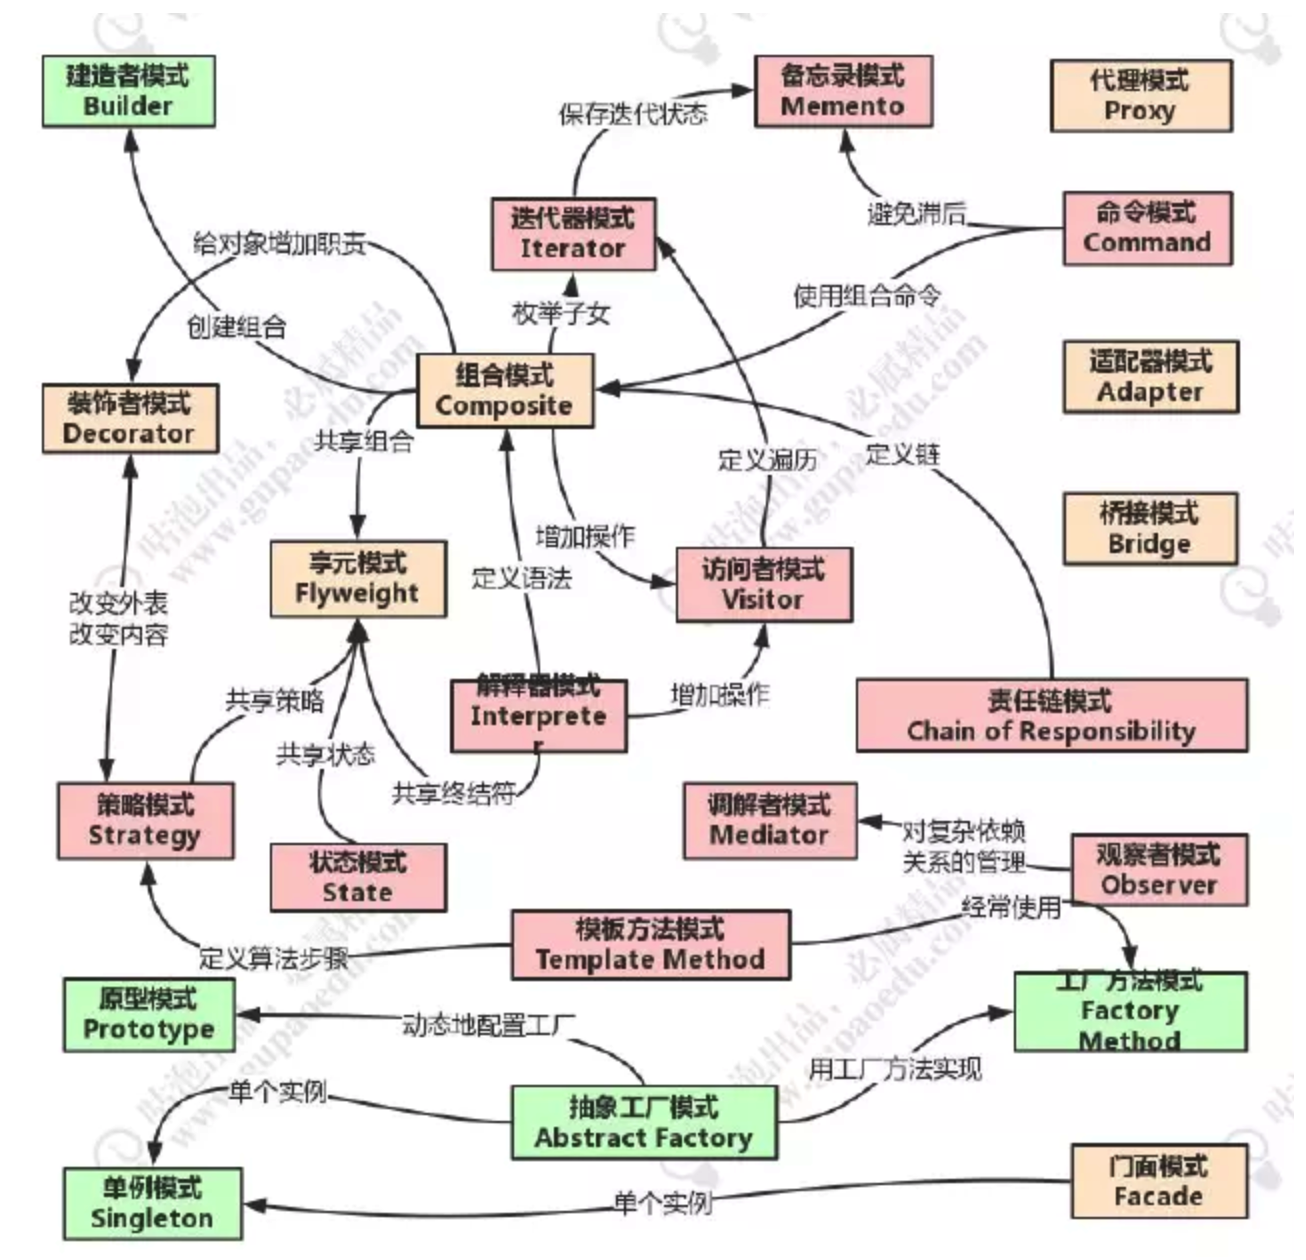 建造者模式
Builder
备忘录模式
Memento
代理模式
Proxy
保存迭代状态
迭代器模式
Iterator
避免滞后
命令模式
Command
给对象增加职责
创建组合
枚举子女
使用组合命令
组合模式
Composite
适配器模式
Adapter
装饰者模式
Decorator
共享组合
定义遍历
定义链
桥接模式
Bridge
享元模式
Flyweight
增加操作
定义语法
访问者模式
Visitor
改变外表
改变内容
共享策略
解释器模式
Interprete
r
增加操作
责任链模式
Chain of Responsibility
共享状态
共享终结符
策略模式
Strategy
状态模式
State
调解者模式
Mediator
对复杂依赖
关系的管理
观察者模式
Observer
经常使用
定义算法步骤
模板方法模式
Template Method
工厂方法模式
Factory
Method
原型模式
Prototype
动态地配置工厂
用工厂方法实现
单个实例
抽象工厂模式
Abstract Factory
单例模式
Singleton
单个实例
门面模式
Facade
咕泡出品，必属精品
www.gupaoedu.com